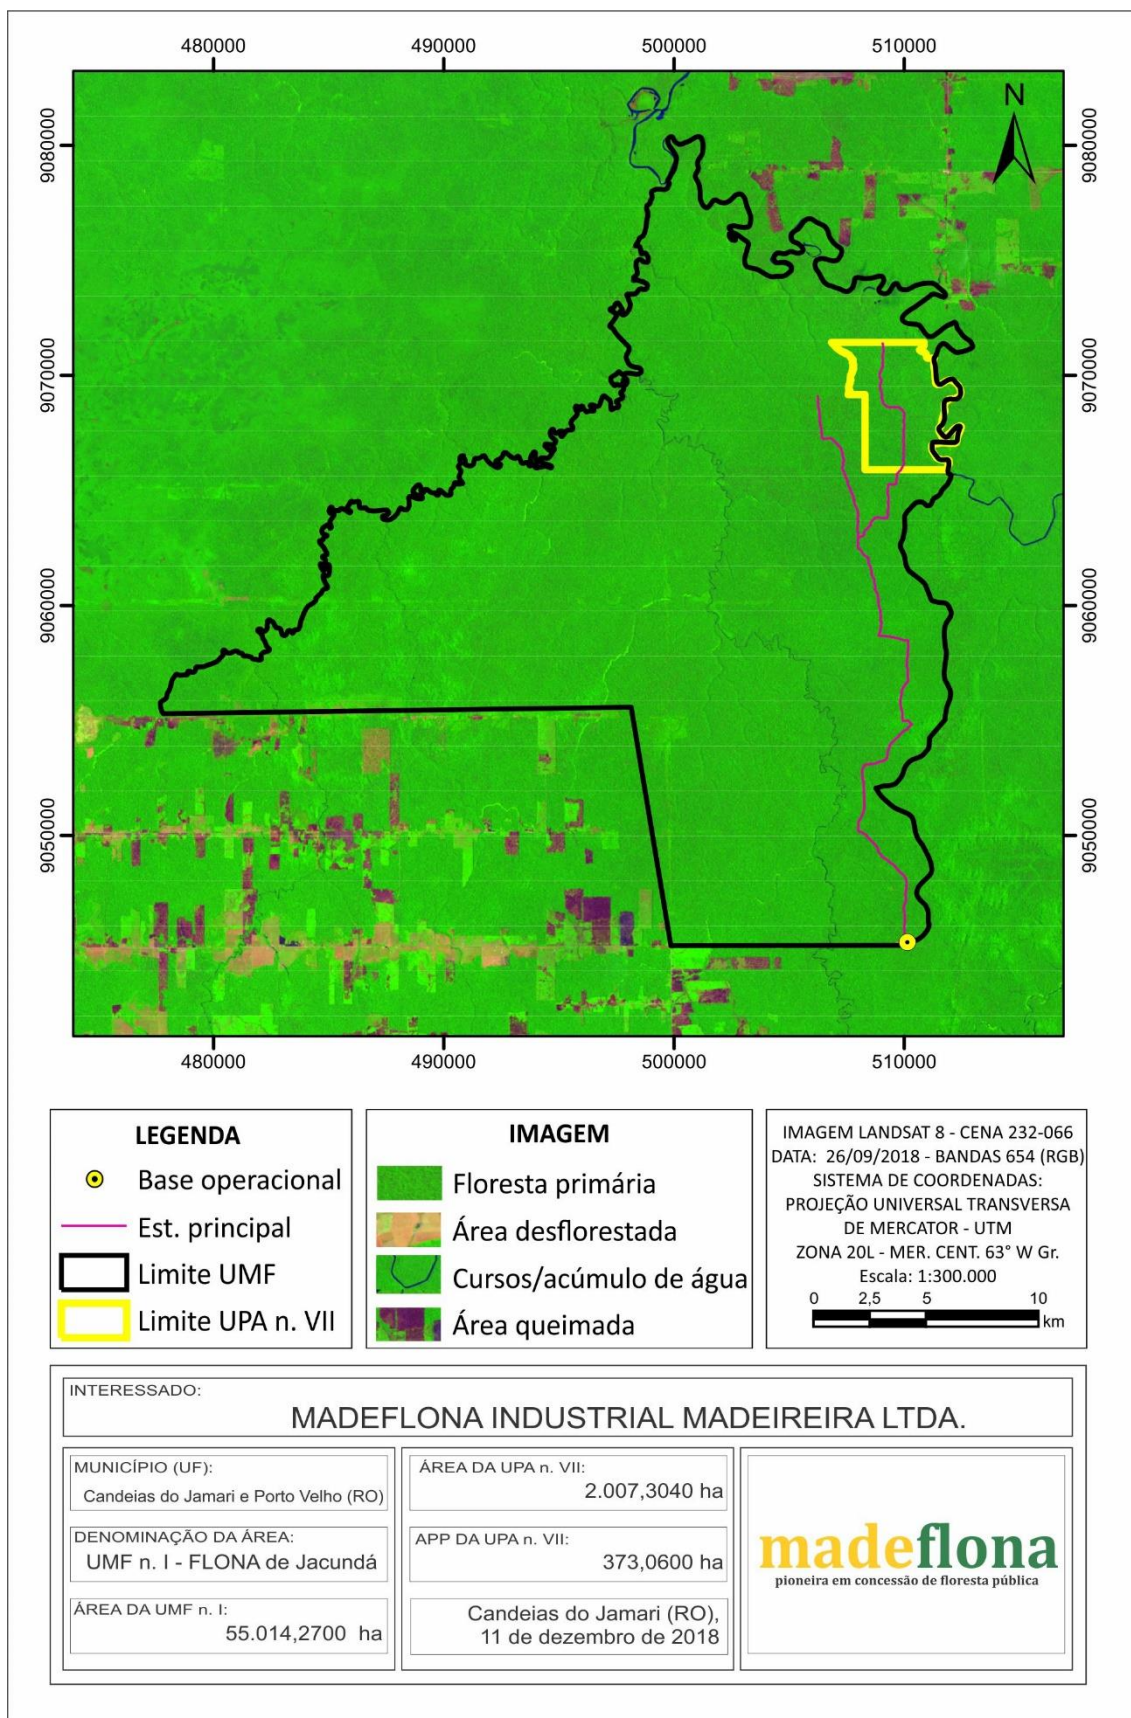 480000
490000
500000
510000
N
9080000
9080000
9070000
9070000
9060000
9060000
9050000
9050000
480000
490000
500000
510000
LEGENDA
Base operacional
Est. principal
Limite UMF
Limite UPA n. VII
IMAGEM
Floresta primária
Área desflorestada
Cursos/acúmulo de água
Área queimada
IMAGEM LANDSAT 8 - CENA 232-066
DATA: 26/09/2018 - BANDAS 654 (RGB)
SISTEMA DE COORDENADAS:
PROJEÇÃO UNIVERSAL TRANSVERSA
DE MERCATOR - UTM
ZONA 20L - MER. CENT. 63° W Gr.
Escala: 1:300.000
0 2,5 5 10
km
INTERESSADO:
MADEFLONA INDUSTRIAL MADEIREIRA LTDA.
MUNICÍPIO (UF):
Candeias do Jamari e Porto Velho (RO)
DENOMINAÇÃO DA ÁREA:
UMF n. I - FLONA de Jacundá
ÁREA DA UMF n. I:
55.014,2700 ha
ÁREA DA UPA n. VII:
2.007,3040 ha
APP DA UPA n. VII:
373,0600 ha
Candeias do Jamari (RO),
11 de dezembro de 2018
madeflona
pioneira em concessão de floresta pública